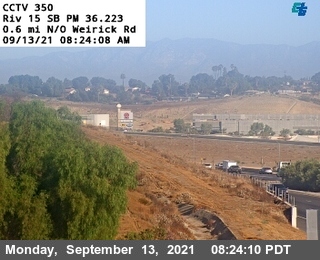 CCTV 350
Riv 15 SB PM 36.223
0.6 mi N/O Weirick Rd
09/13/21 08:24:08 AM
Monday, September 13, 2021 08:24:10 PDT